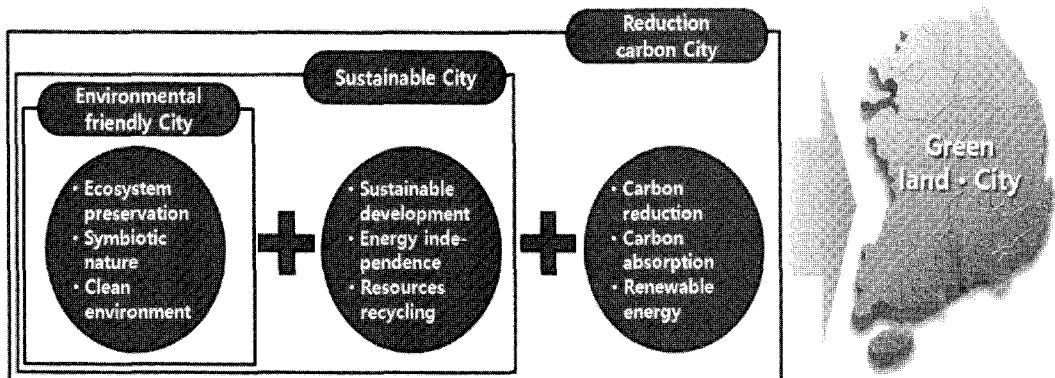 Reduction
carbon City
Sustainable City
Environmental
friendly City
· Ecosystem
preservation
· Symbiotic
nature
· Clean
environment
· Sustainable
development
· Energy inde-
pendence
· Resources
recycling
· Carbon
reduction
· Carbon
absorption
· Renewable
energy
Green
land · City